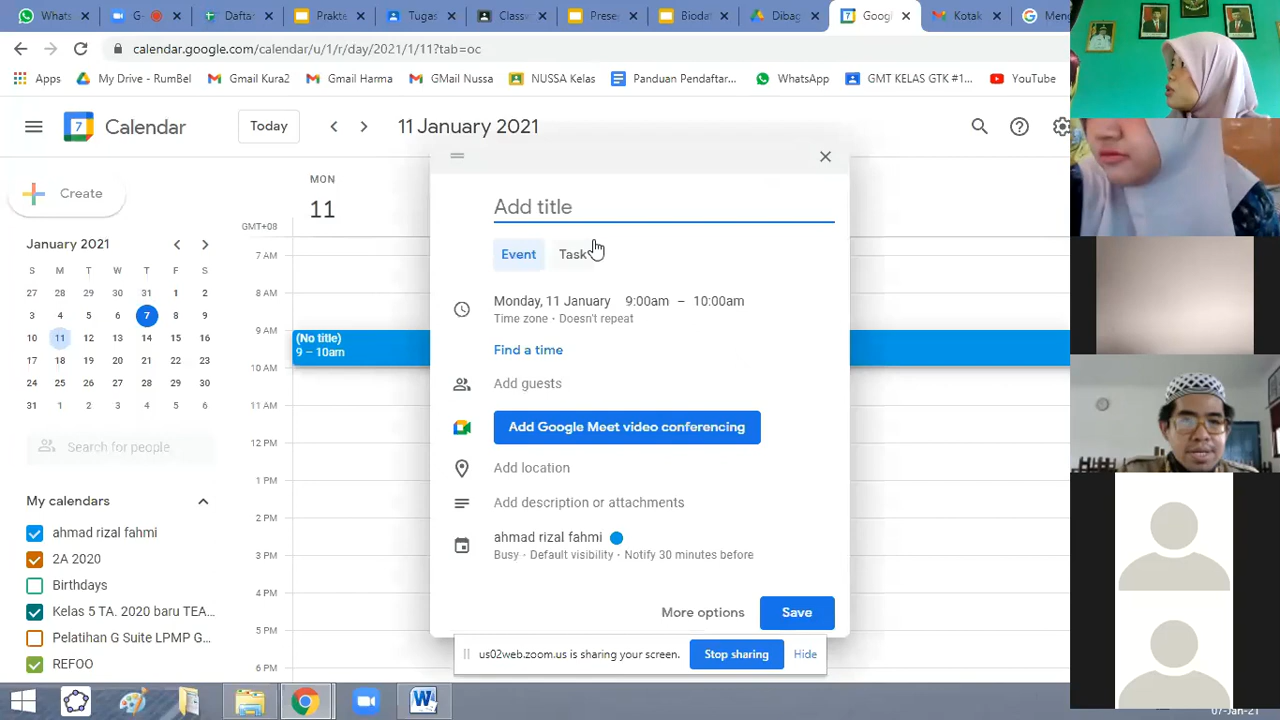 Whats
Daftar
Prakte
Tugas
Class
Prese
Bioda
Dibag
Googl
Kotak
Meng
calendar.google.com/calendar/u/1/r/day/2021/1/11?tab=oc
Apps
My Drive - RumBel
Gmail Kura2
Gmail Harma
GMail Nussa
NUSSA Kelas
Panduan Pendafter...
WhatsApp
GMT KELAS GTK #1...
YouTube
7
Calendar
Today
11 January 2021
Create
MON
11
GMT+08
January 2021
S M T W T F S
27 28 29 30 31 1 2
3 4 5 6 7 8 9
10 11 12 13 14 15 16
17 18 19 20 21 22 23
24 25 26 27 28 29 30
31 1 2 3 4 5 6
Search for people
My calendars
ahmad rizal fahmi
2A 2020
Birthdays
Kelas 5 TA. 2020 baru TEA...
Pelatihan G Suite LPMP G...
REFOO
7 AM
8 AM
9 AM
10 AM
11 AM
12 PM
1 PM
2 PM
3 PM
4 PM
5 PM
6 PM
(No title)
9 – 10am
Add title
Event
Task
Monday, 11 January 9:00am – 10:00am
Time zone · Doesn't repeat
Find a time
Add guests
Add Google Meet video conferencing
Add location
Add description or attachments
ahmad rizal fahmi
Busy · Default visibility · Notify 30 minutes before
More options
Save
us02web.zoom.us is sharing your screen.
Stop sharing
Hide
07-Jan-21